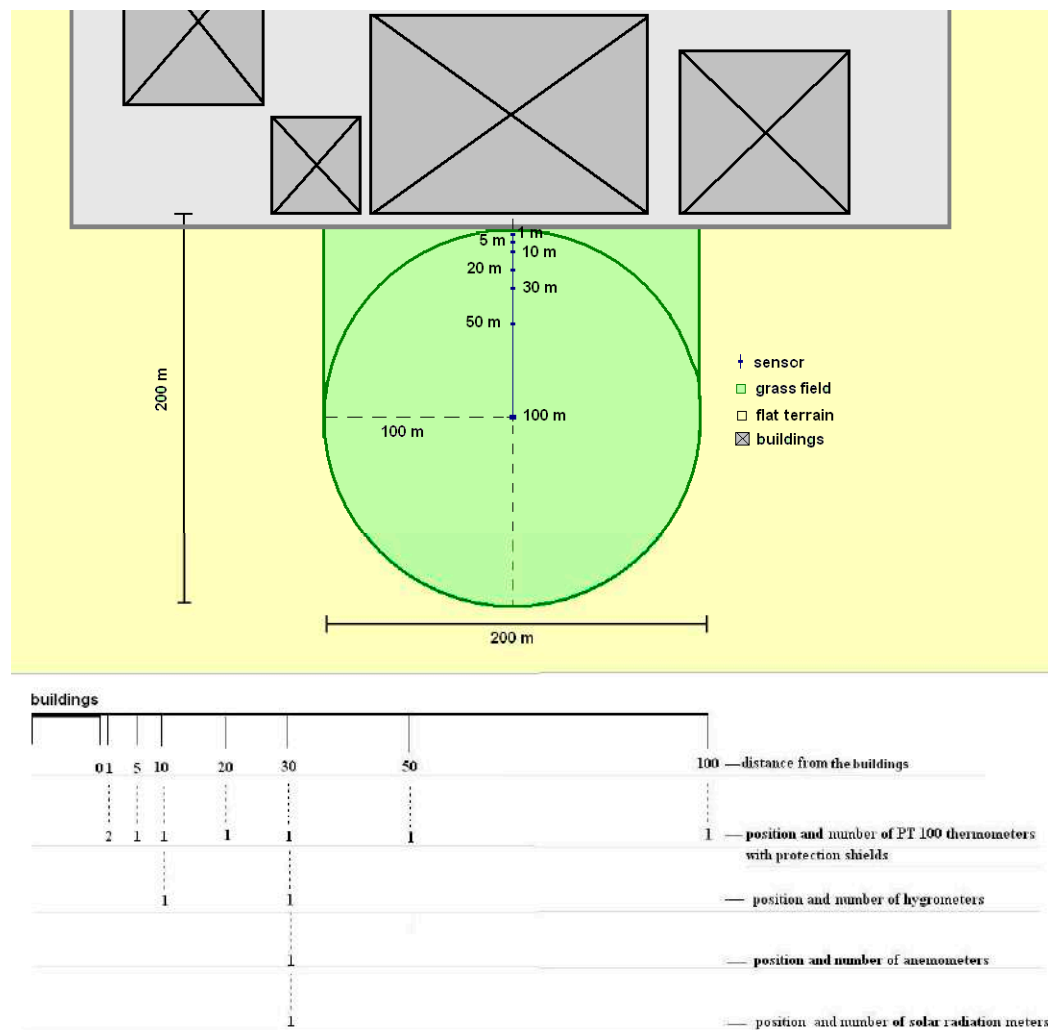 1 m
5 m
10 m
20 m
30 m
50 m
100 m
100 m
200 m
200 m
sensor
grass field
flat terrain
buildings
buildings
0 1 5 10 20 30 50 100 — distance from the buildings
2 1 1 1 1 1 1 — position and number of PT 100 thermometers
with protection shields
1 1 — position and number of hygrometers
1 — position and number of anemometers
1 — position and number of solar radiation meters